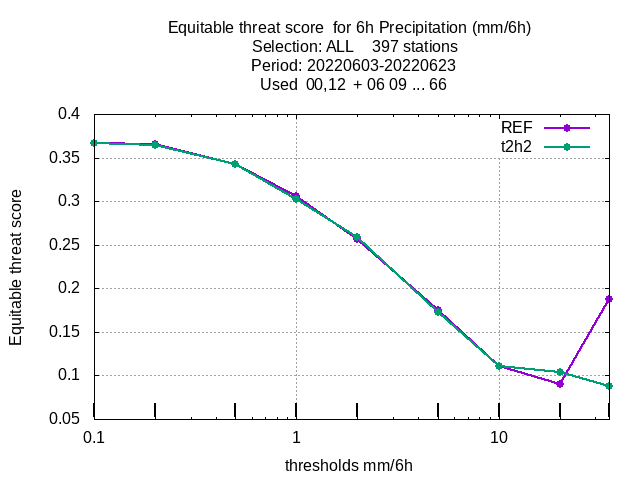 Equitable threat score  for 6h Precipitation (mm/6h)
Selection: ALL    397 stations
Period: 20220603-20220623
Used  00,12  + 06 09 ... 66
REF
t2h2
0.4
0.35
0.3
0.25
0.2
0.15
0.1
0.05
Equitable threat score
0.1 1 10
thresholds mm/6h